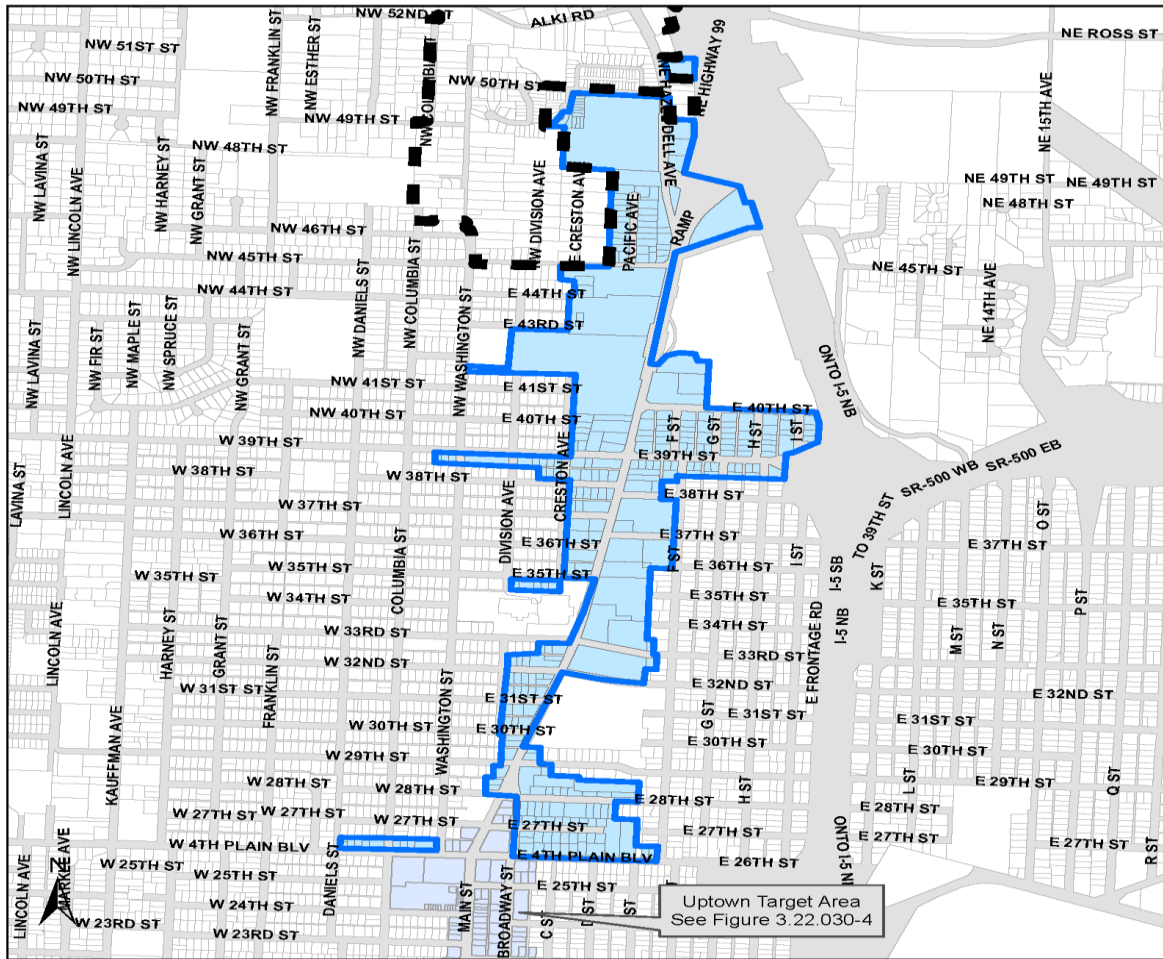 NW 52ND ST
ALKI RD
NE HIGHWAY 99
NE ROSS ST
NW 51ST ST
NW FRANKLIN ST
NW ESTHER ST
NW COLUMBIA ST
NW 50TH ST
NW 50TH ST
NE HAZEL DELL AVE
NE 15TH AVE
NW 49TH ST
NW 49TH ST
NW 48TH ST
NW LAVINA ST
NW LINCOLN AVE
NW HARNEY ST
NW GRANT ST
NW DIVISION AVE
E CRESTON AVE
PACIFIC AVE
RAMP
NE 49TH ST
NE 49TH ST
NE 48TH ST
NW 46TH ST
NW 45TH ST
NE 45TH ST
NE 14TH AVE
NW 44TH ST
NW DANIELS ST
NW COLUMBIA ST
NW WASHINGTON ST
E 44TH ST
E 43RD ST
NW LAVINA ST
NW FIR ST
NW MAPLE ST
NW SPRUCE ST
NW GRANT ST
ONTO I-5 NB
NW 41ST ST
E 41ST ST
NW 40TH ST
E 40TH ST
E 40TH ST
F ST
G ST
H ST
I ST
W 39TH ST
E 39TH ST
LAVINA ST
LINCOLN AVE
W 38TH ST
W 38TH ST
CRESTON AVE
E 38TH ST
SR-500 WB
SR-500 EB
W 37TH ST
DIVISION AVE
E 37TH ST
TO 39TH ST
O ST
W 36TH ST
E 36TH ST
F ST
I ST
E 37TH ST
W 35TH ST
W 35TH ST
COLUMBIA ST
E 35TH ST
E 36TH ST
I-5 SB
K ST
W 34TH ST
E 35TH ST
E 35TH ST
P ST
LINCOLN AVE
HARNEY ST
GRANT ST
W 33RD ST
E 34TH ST
E FRONTAGE RD
I-5 NB
M ST
N ST
W 32ND ST
E 33RD ST
W 31ST ST
FRANKLIN ST
WASHINGTON ST
E 31ST ST
E 32ND ST
E 32ND ST
KAUFFMAN AVE
W 30TH ST
E 30TH ST
G ST
E 31ST ST
E 31ST ST
W 29TH ST
E 30TH ST
E 30TH ST
W 28TH ST
W 28TH ST
E 28TH ST
H ST
L ST
E 29TH ST
Q ST
W 27TH ST
W 27TH ST
W 27TH ST
E 27TH ST
E 27TH ST
E 28TH ST
E 27TH ST
E 27TH ST
W 4TH PLAIN BLV
E 4TH PLAIN BLV
E 26TH ST
ONTO I-5
R ST
LINCOLN AVE
MARKLE AVE
N
W 25TH ST
W 25TH ST
DANIELS ST
MAIN ST
BROADWAY ST
E 25TH ST
W 24TH ST
C ST
D ST
ST
W 23RD ST
W 23RD ST
Uptown Target Area
See Figure 3.22.030-4